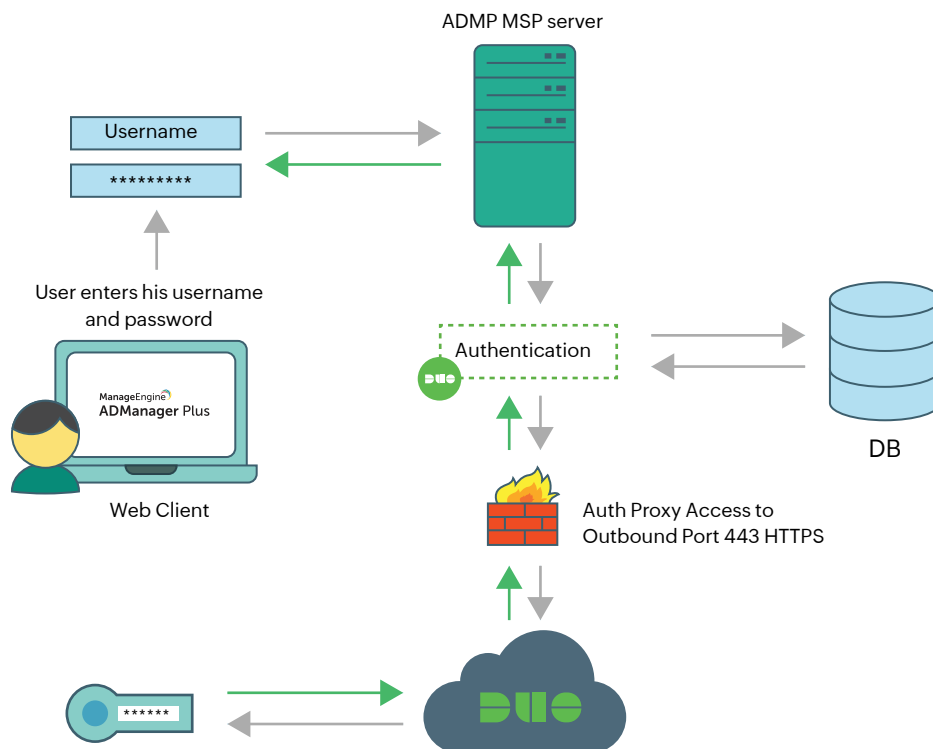 ADMP MSP server
Username
*********
User enters his username
and password
ManageEngine
ADManager Plus
Web Client
Authentication
DUO
DB
Auth Proxy Access to
Outbound Port 443 HTTPS
******
DUO